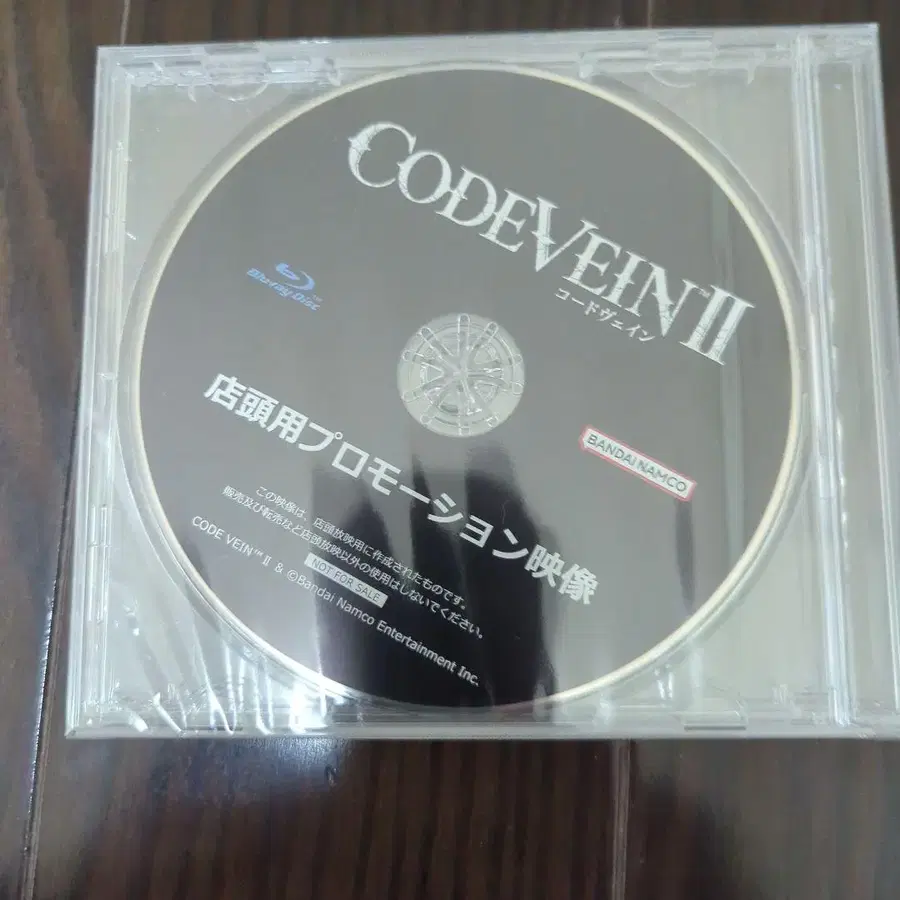 CODE VEIN II
コードヴェイン
Blu-ray Disc™
BANDAI NAMCO
店頭用プロモーション映像
この映像は、店頭放映用に作成されたものです。
販売及び転売など店頭放映以外の使用はしないでください。
NOT FOR SALE
CODE VEIN™ II & ©Bandai Namco Entertainment Inc.